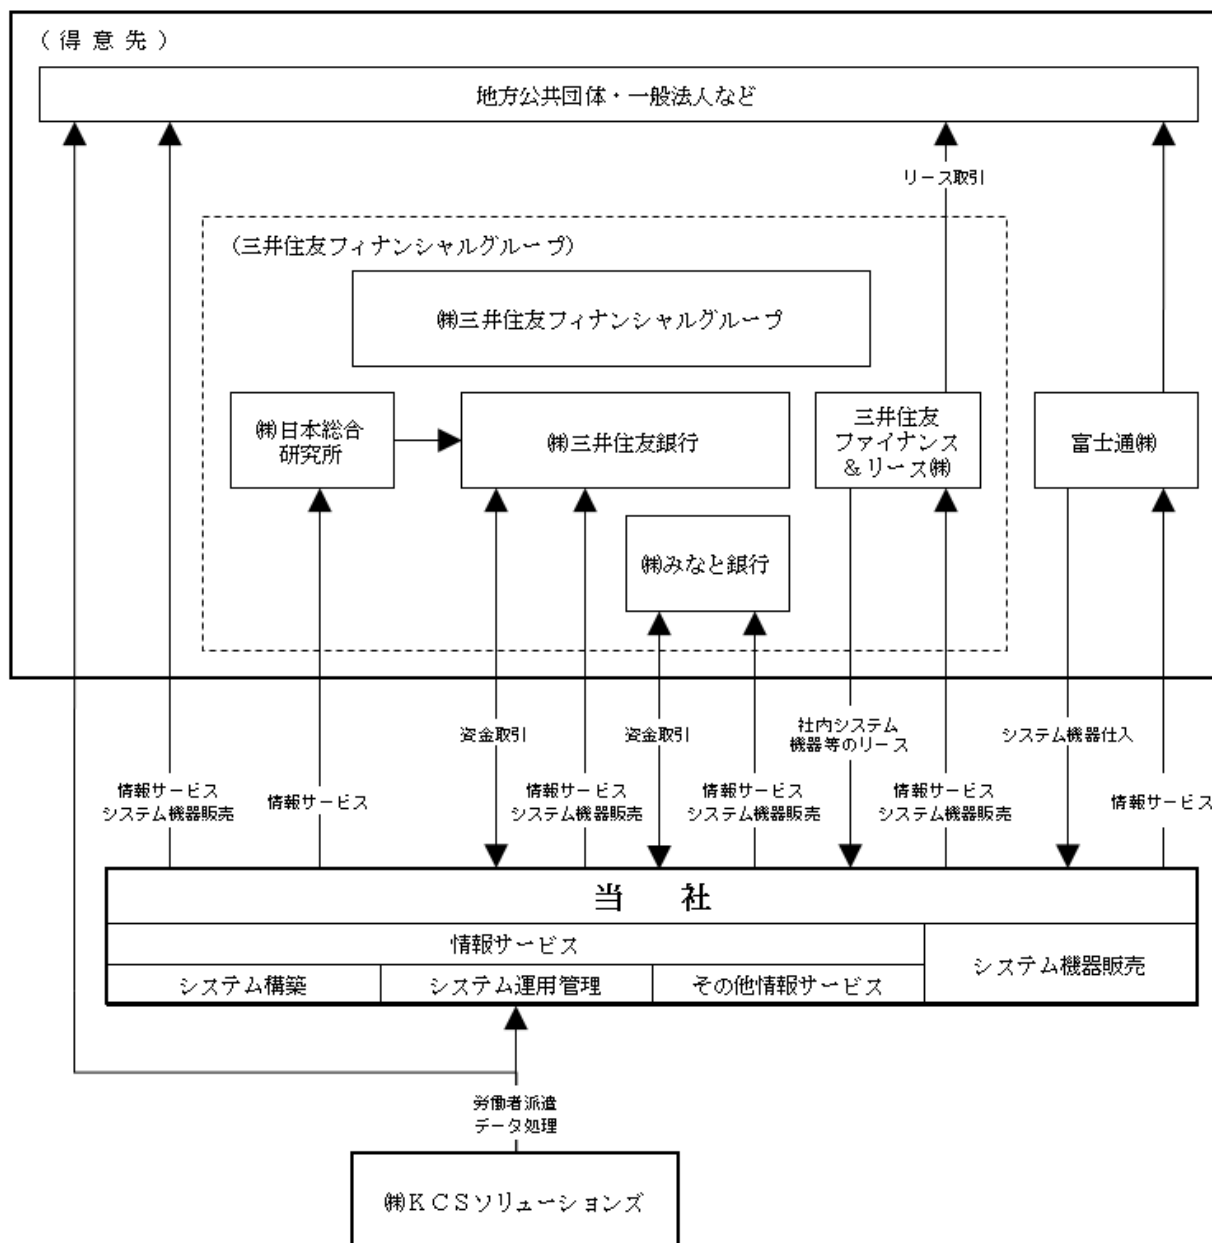 （得意先）
地方公共団体・一般法人など
リース取引
（三井住友フィナンシャルグループ）
㈱三井住友フィナンシャルグループ
㈱日本総合
研究所
㈱三井住友銀行
三井住友
ファイナンス
＆リース㈱
富士通㈱
㈱みなと銀行
情報サービス
システム機器販売
情報サービス
資金取引
情報サービス
システム機器販売
資金取引
情報サービス
システム機器販売
社内システム
機器等のリース
情報サービス
システム機器販売
システム機器仕入
情報サービス
当　社
情報サービス
システム機器販売
システム構築
システム運用管理
その他情報サービス
労働者派遣
データ処理
㈱ＫＣＳソリューションズ